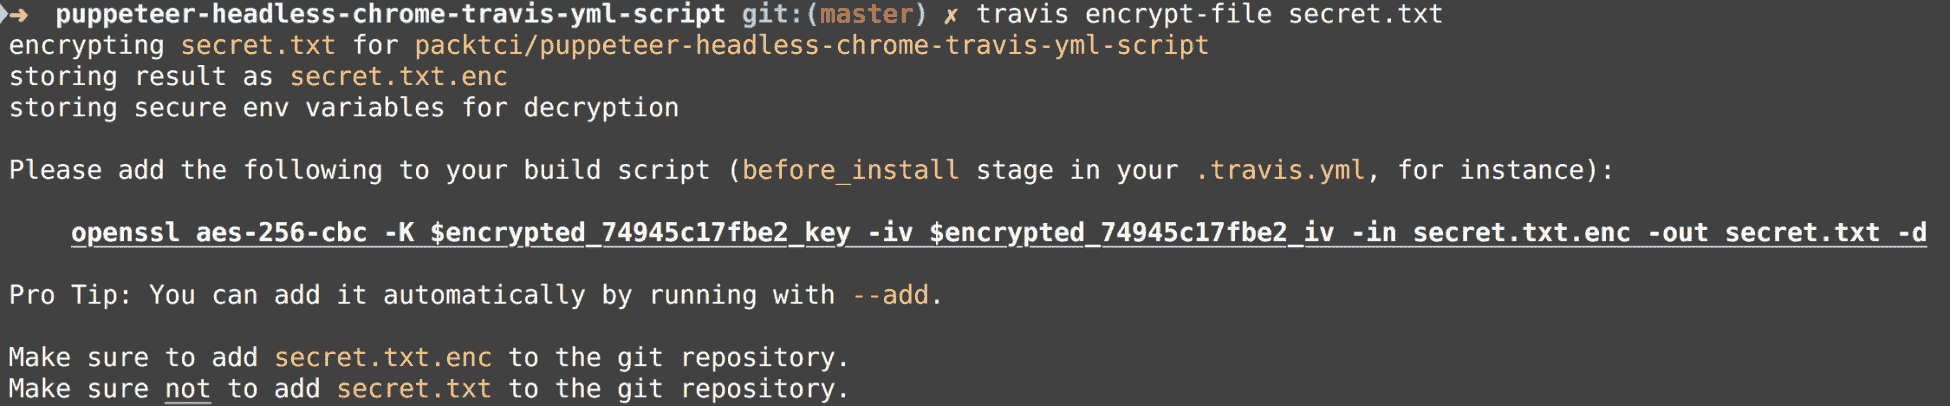 ➜ puppeteer-headless-chrome-travis-yml-script git:(master) ✗ travis encrypt-file secret.txt
encrypting secret.txt for packtci/puppeteer-headless-chrome-travis-yml-script
storing result as secret.txt.enc
storing secure env variables for decryption
Please add the following to your build script (before_install stage in your .travis.yml, for instance):
openssl aes-256-cbc -K $encrypted_74945c17fbe2_key -iv $encrypted_74945c17fbe2_iv -in secret.txt.enc -out secret.txt -d
Pro Tip: You can add it automatically by running with --add.
Make sure to add secret.txt.enc to the git repository.
Make sure not to add secret.txt to the git repository.